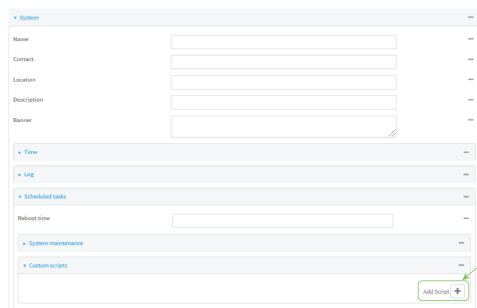 System
Name
Contact
Location
Description
Banner
Time
Log
Scheduled tasks
Reboot time
System maintenance
Custom scripts
Add Script